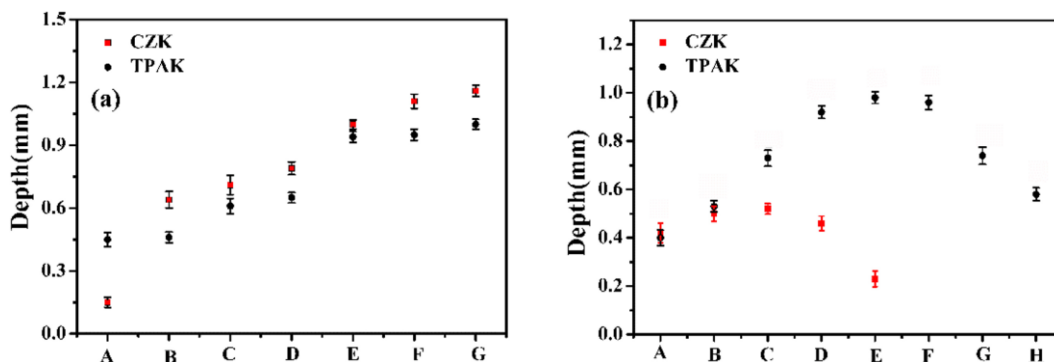 1.5
1.2
0.9
0.6
0.3
0.0
Depth(mm)
CZK
TPAK
(a)
A B C D E F G
1.2
1.0
0.8
0.6
0.4
0.2
0.0
Depth(mm)
CZK
TPAK
(b)
A B C D E F G H